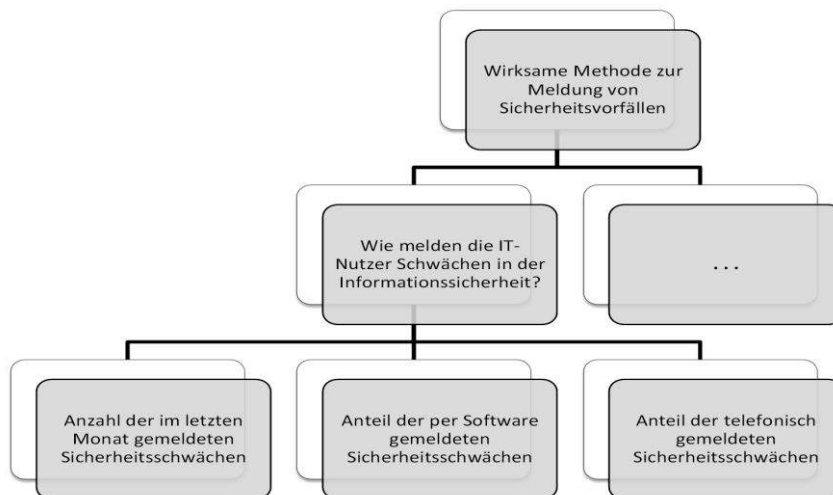 Wirksame Methode zur
Meldung von
Sicherheitsvorfällen
Wie melden die IT-
Nutzer Schwächen in der
Informationssicherheit?
...
Anzahl der im letzten
Monat gemeldeten
Sicherheitsschwächen
Anteil der per Software
gemeldeten
Sicherheitsschwächen
Anteil der telefonisch
gemeldeten
Sicherheitsschwächen